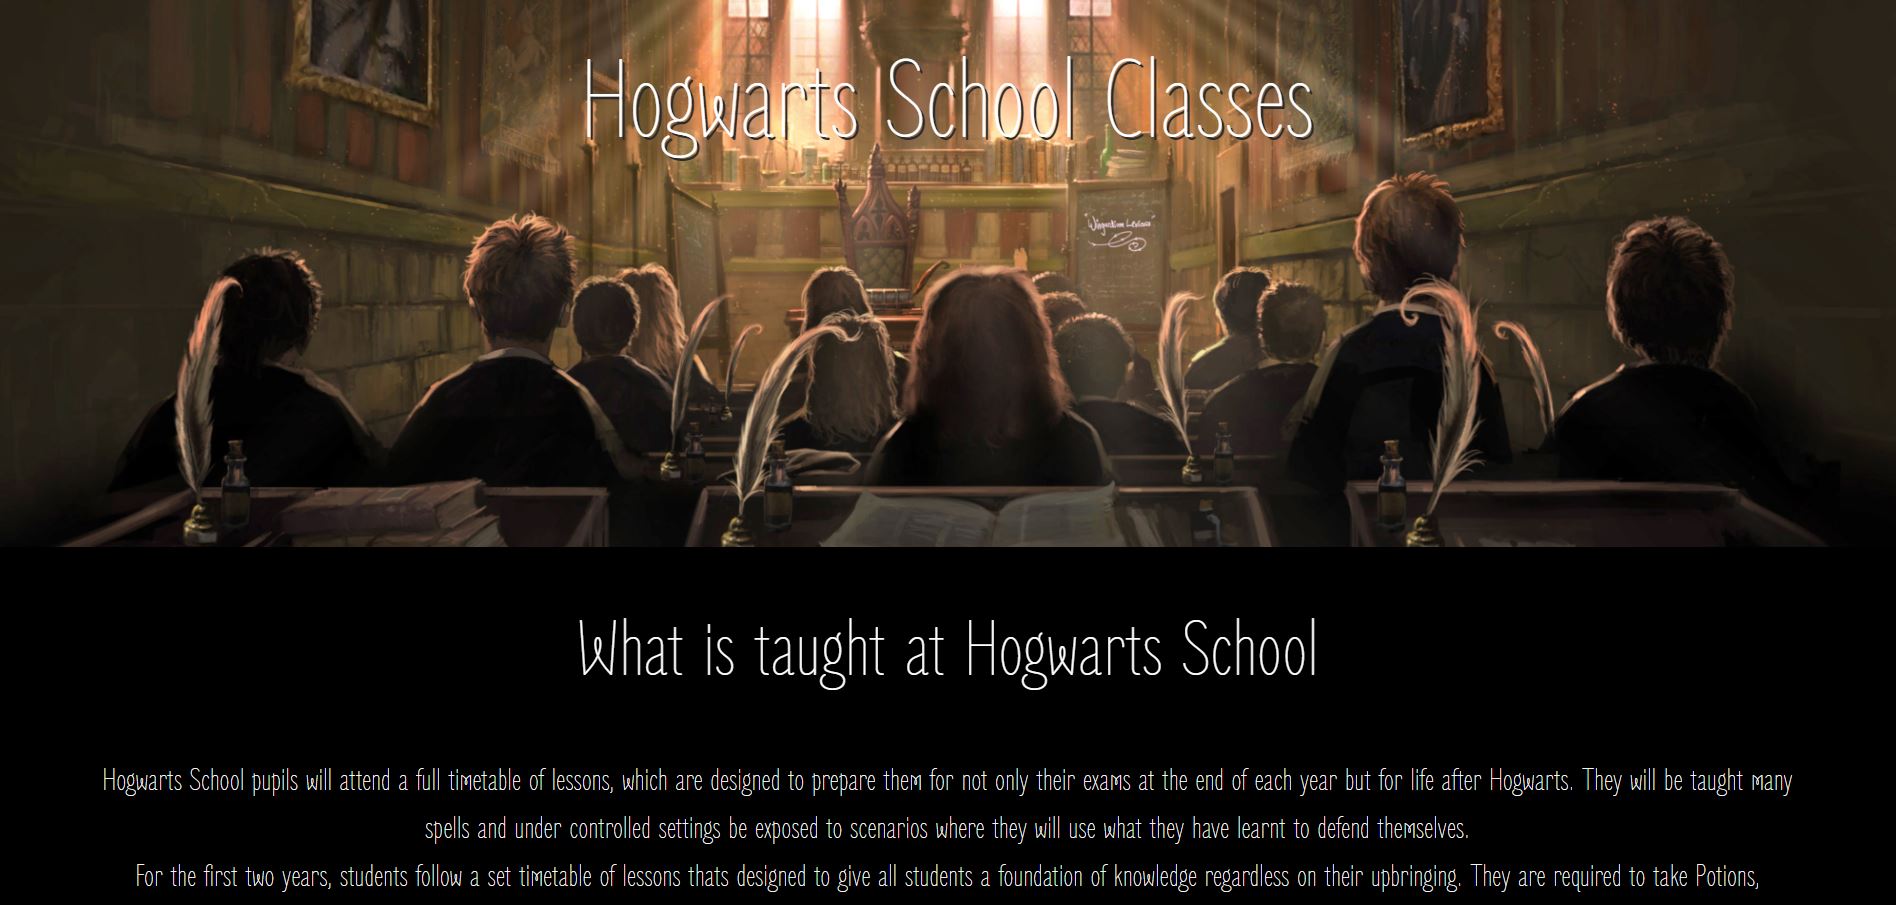 Hogwarts School Classes
"Wingardium Leviosa"
What is taught at Hogwarts School
Hogwarts School pupils will attend a full timetable of lessons, which are designed to prepare them for not only their exams at the end of each year but for life after Hogwarts. They will be taught many
spells and under controlled settings be exposed to scenarios where they will use what they have learnt to defend themselves.
For the first two years, students follow a set timetable of lessons thats designed to give all students a foundation of knowledge regardless on their upbringing. They are required to take Potions,